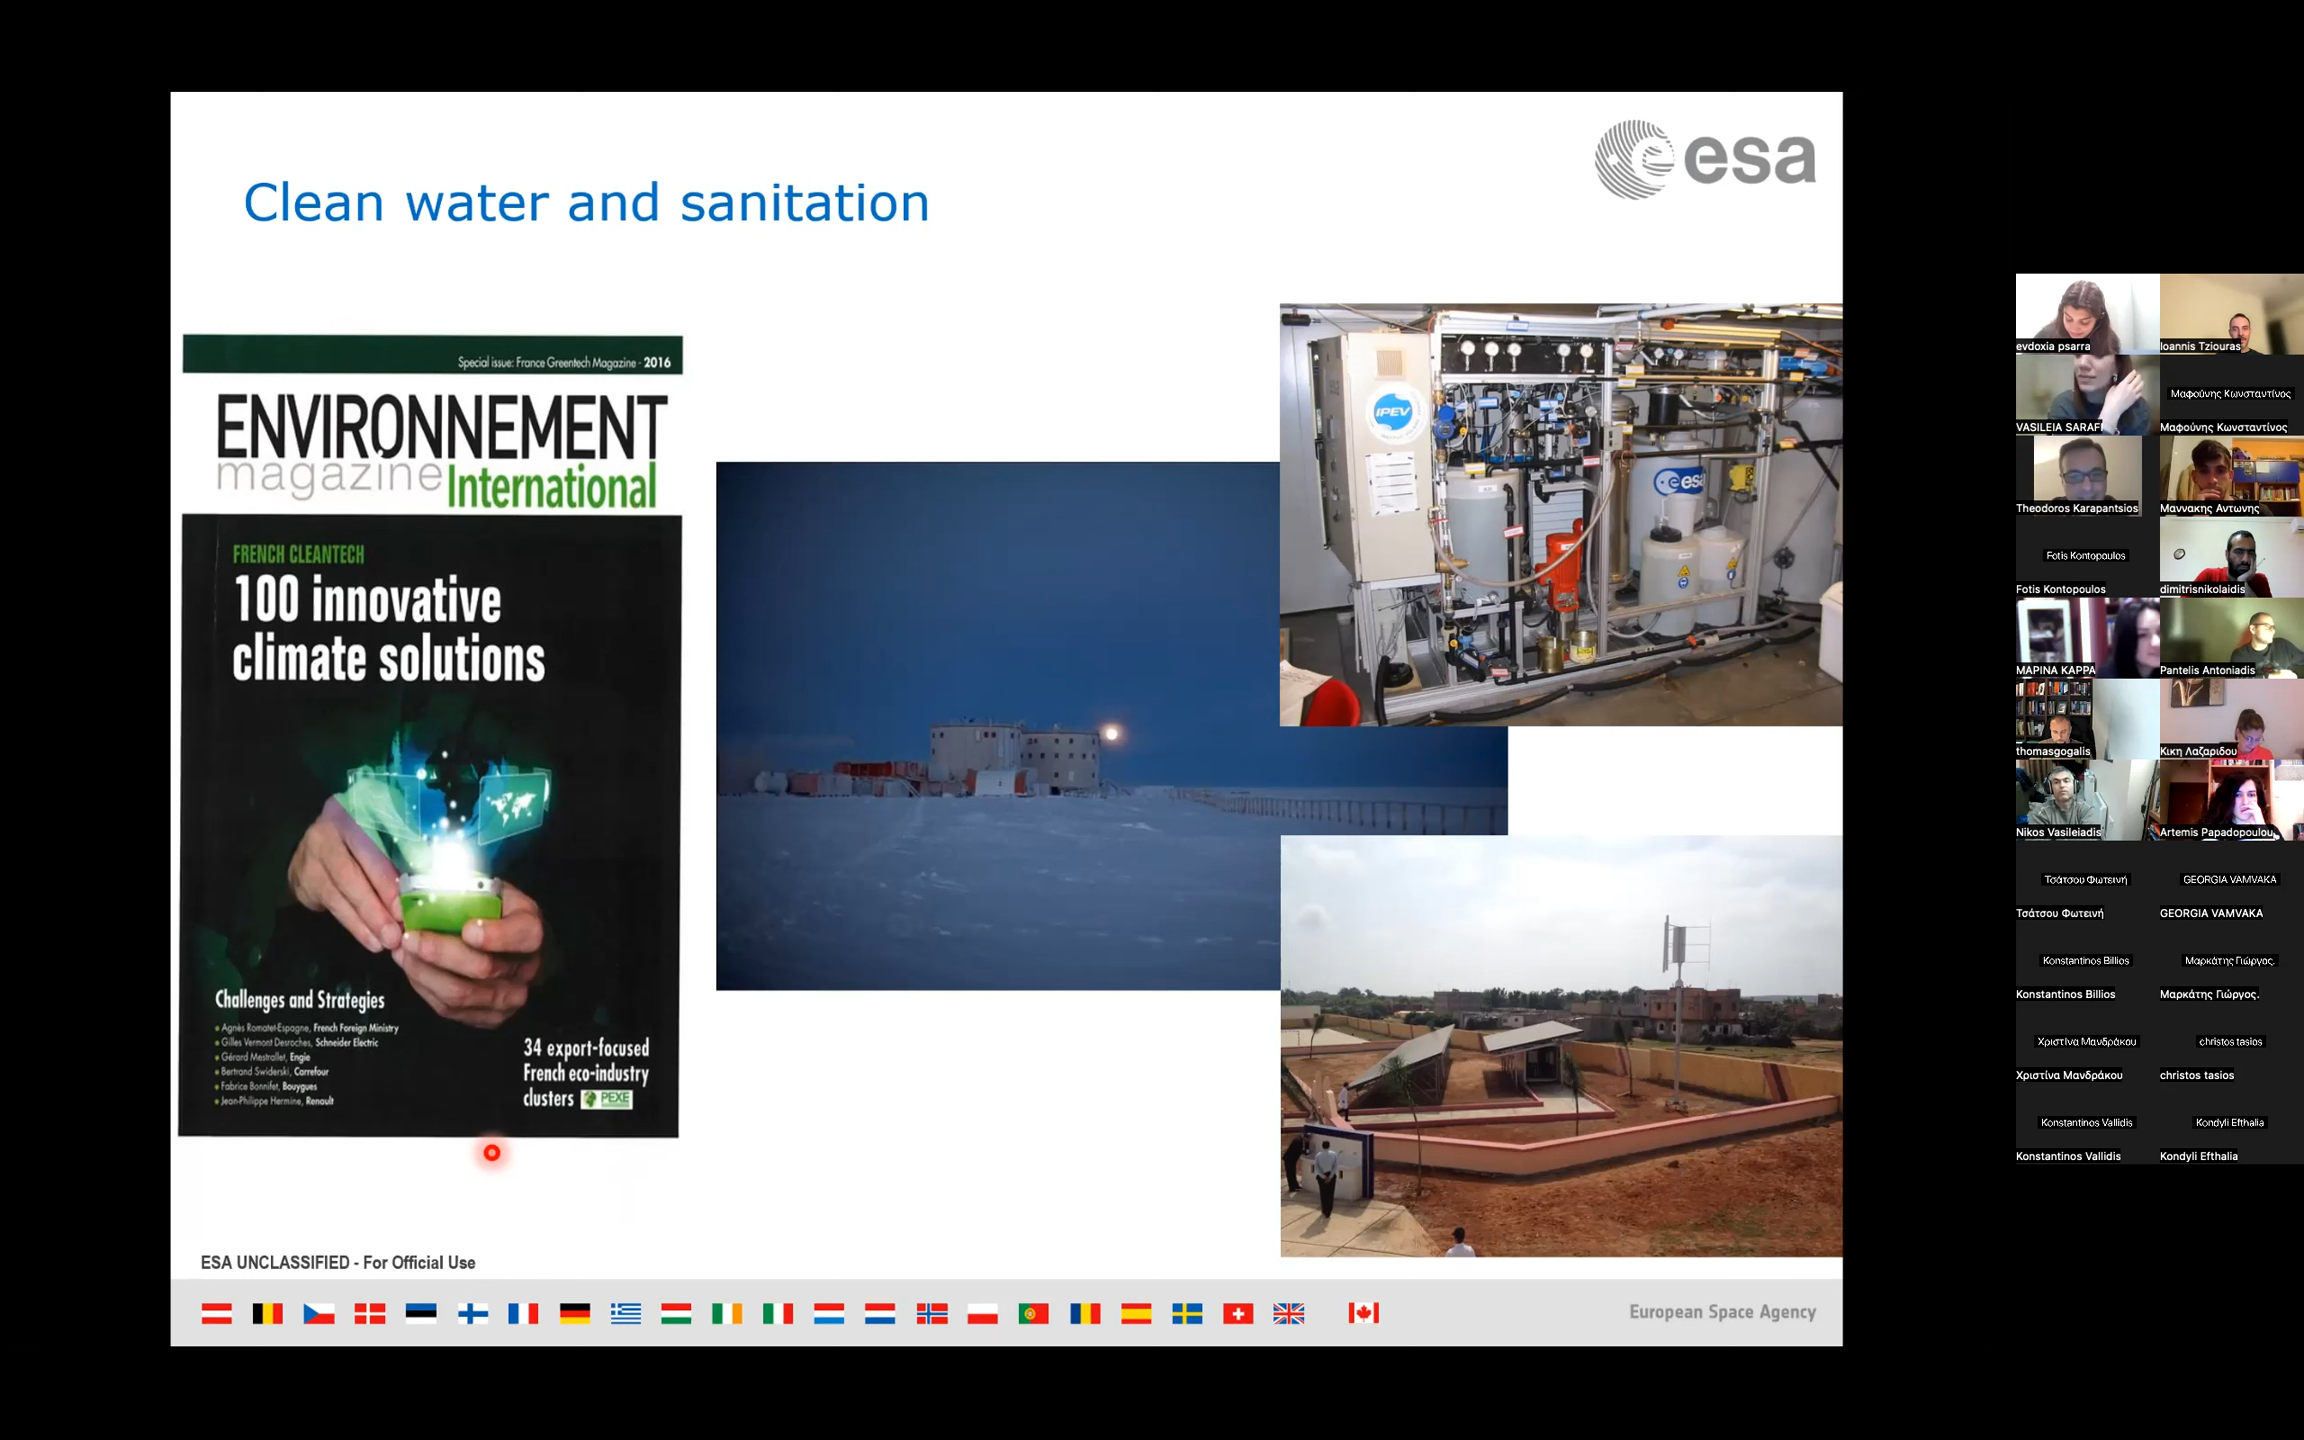 esa
Clean water and sanitation
Special issue: France Greentech Magazine - 2016
ENVIRONNEMENT
magazine International
FRENCH CLEANTECH
100 innovative
climate solutions
Challenges and Strategies
Agnès Romatet-Espagne, French Foreign Ministry
Gilles Vermont Desroches, Schneider Electric
Gérard Mestrallet, Engie
Bertrand Swiderski, Carrefour
Fabrice Bonnifet, Bouygues
Jean-Philippe Hermine, Renault
34 export-focused
French eco-industry
clusters PEXE
IPEV
esa
ESA UNCLASSIFIED - For Official Use
European Space Agency
evdoxia psarra
Ioannis Tziouras
VASILEIA SARAFI
Μαφούνης Κωνσταντίνος
Μαφούνης Κωνσταντίνος
Theodoros Karapantsios
Μαννακης Αντωνης
Fotis Kontopoulos
Fotis Kontopoulos
dimitrisnikolaidis
ΜΑΡΙΝΑ ΚΑΡΡΑ
Pantelis Antoniadis
thomasgogalis
Κικη Λαζαριδου
Nikos Vasileiadis
Artemis Papadopoulou
Τσάτσου Φωτεινή
GEORGIA VAMVAKA
Τσάτσου Φωτεινή
GEORGIA VAMVAKA
Konstantinos Billios
Μαρκάτης Γιώργος.
Konstantinos Billios
Μαρκάτης Γιώργος.
Χριστίνα Μανδράκου
christos tasios
Χριστίνα Μανδράκου
christos tasios
Konstantinos Vallidis
Kondyli Efthalia
Konstantinos Vallidis
Kondyli Efthalia